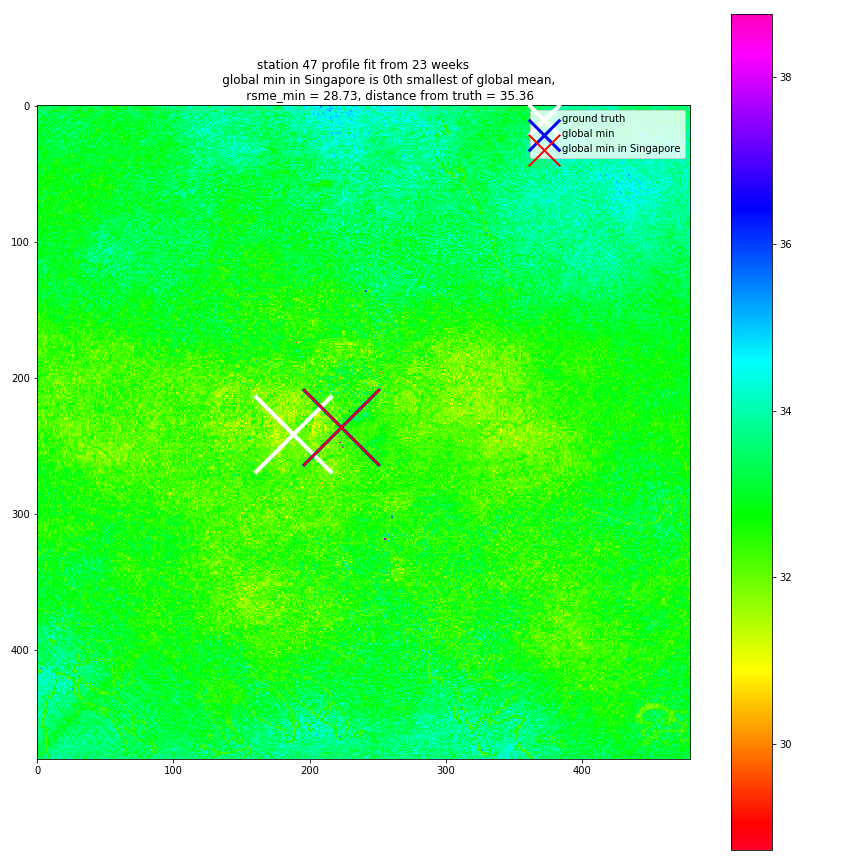 station 47 profile fit from 23 weeks
global min in Singapore is 0th smallest of global mean,
rsme_min = 28.73, distance from truth = 35.36
ground truth
global min
global min in Singapore
0
100
200
300
400
0
100
200
300
400
38
36
34
32
30